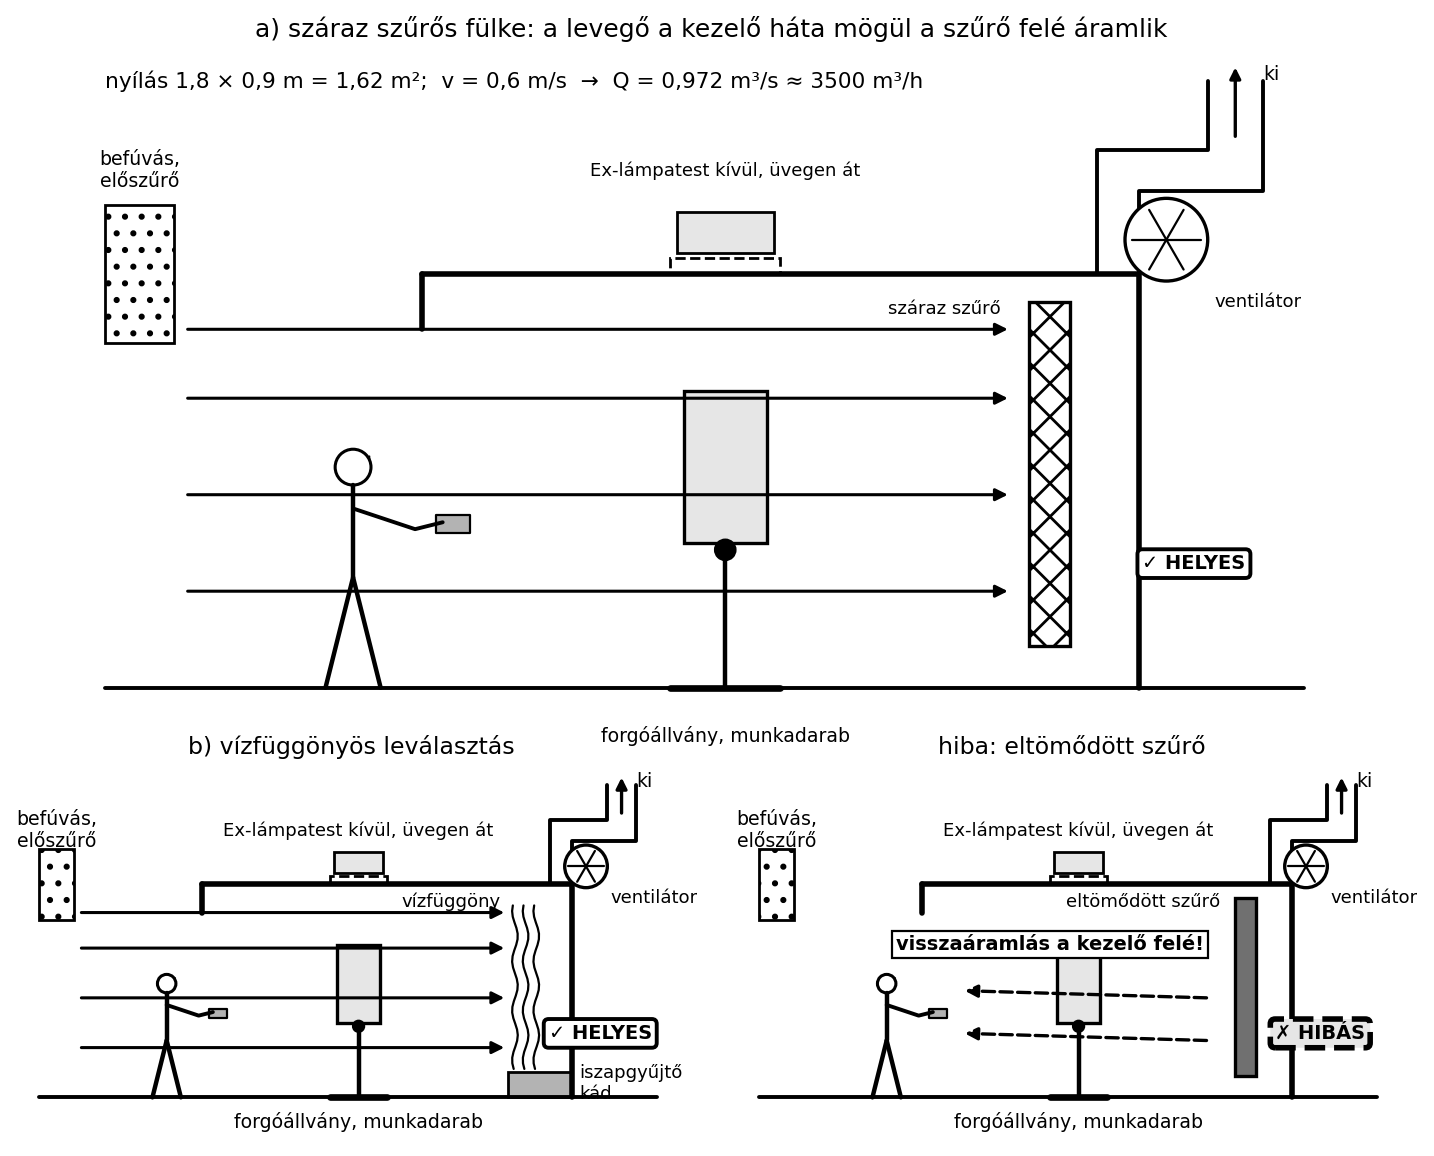 a) száraz szűrős fülke: a levegő a kezelő háta mögül a szűrő felé áramlik
nyílás 1,8 × 0,9 m = 1,62 m²;  v = 0,6 m/s  →  Q = 0,972 m³/s ≈ 3500 m³/h
ki
befúvás,
előszűrő
Ex-lámpatest kívül, üvegen át
ventilátor
száraz szűrő
✓ HELYES
forgóállvány, munkadarab
b) vízfüggönyös leválasztás
ki
befúvás,
előszűrő
Ex-lámpatest kívül, üvegen át
ventilátor
vízfüggöny
✓ HELYES
iszapgyűjtő
kád
forgóállvány, munkadarab
hiba: eltömődött szűrő
ki
befúvás,
előszűrő
Ex-lámpatest kívül, üvegen át
ventilátor
eltömődött szűrő
visszaáramlás a kezelő felé!
✗ HIBÁS
forgóállvány, munkadarab